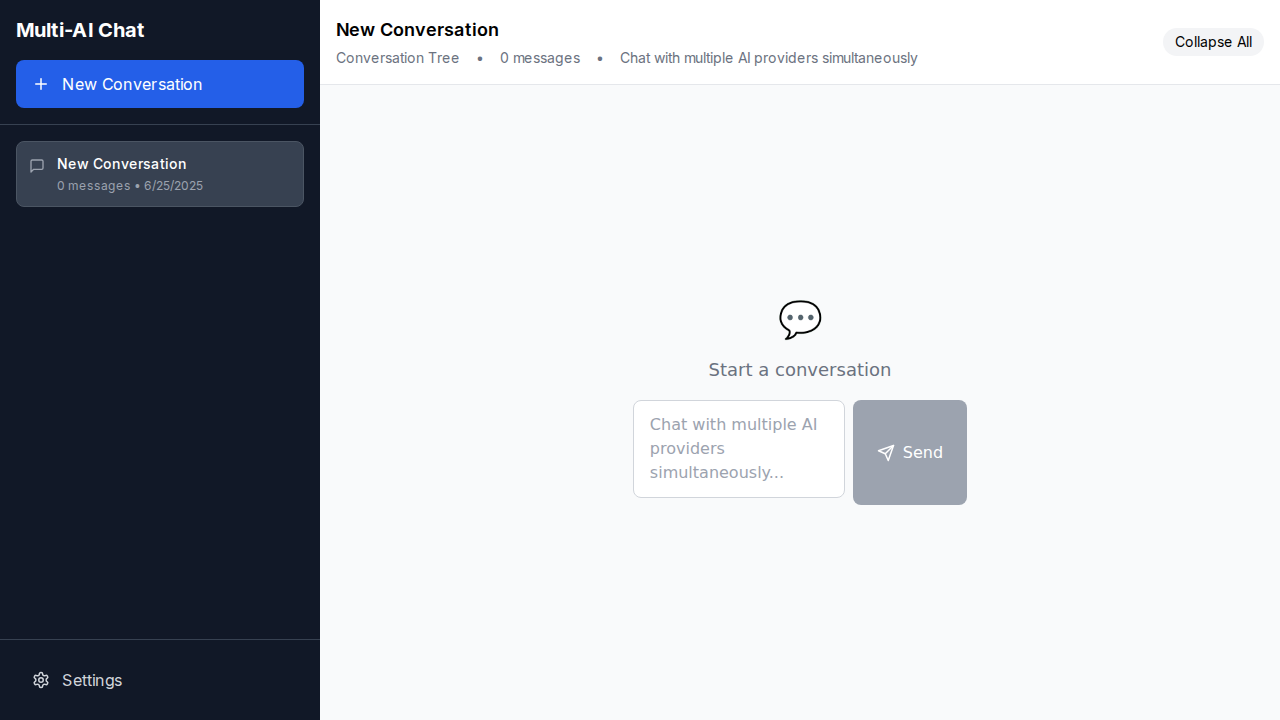 Multi-AI Chat
New Conversation
New Conversation
0 messages • 6/25/2025
Settings
New Conversation
Conversation Tree • 0 messages • Chat with multiple AI providers simultaneously
Collapse All
Start a conversation
Chat with multiple AI
providers
simultaneously...
Send